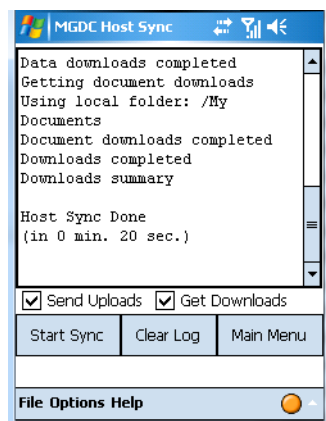 MGDC Host Sync
Data downloads completed
Getting document downloads
Using local folder: /My
Documents
Document downloads completed
Downloads completed
Downloads summary
Host Sync Done
(in 0 min. 20 sec.)
Send Uploads Get Downloads
Start Sync Clear Log Main Menu
File Options Help